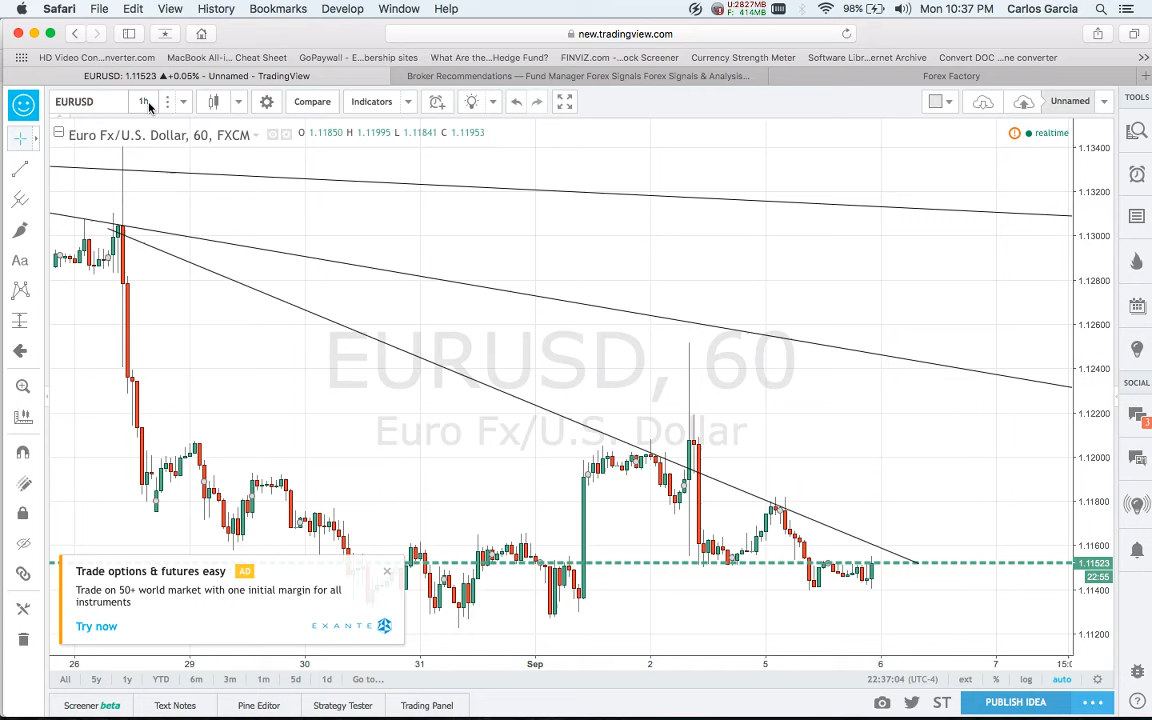 Safari File Edit View History Bookmarks Develop Window Help U:2827MB F: 414MB 98% Mon 10:37 PM Carlos Garcia
new.tradingview.com
HD Video Con...nverter.com MacBook All-i... Cheat Sheet GoPaywall - E...bership sites What Are the...Hedge Fund? FINVIZ.com -...ock Screener Currency Strength Meter Software Libr...ernet Archive Convert DOC ...ne converter
EURUSD: 1.11523 ▲+0.05% - Unnamed - TradingView Broker Recommendations — Fund Manager Forex Signals Forex Signals & Analysis... Forex Factory
EURUSD 1h Compare Indicators Unnamed TOOLS
Euro Fx/U.S. Dollar, 60, FXCM O 1.11850 H 1.11995 L 1.11841 C 1.11953 realtime
1.13400
1.13200
1.13000
1.12800
1.12600
1.12400
1.12200
1.12000
1.11800
1.11600
1.11523
22:55
1.11400
1.11200
EURUSD, 60
Euro Fx/U.S. Dollar
Aa
SOCIAL
3
Trade options & futures easy AD
Trade on 50+ world market with one initial margin for all
instruments
Try now EXANTE
26 29 30 31 Sep 2 5 6 7 15:0
All 5y 1y YTD 6m 3m 1m 5d 1d Go to... 22:37:04 (UTC-4) ext % log auto
Screener beta Text Notes Pine Editor Strategy Tester Trading Panel ST PUBLISH IDEA